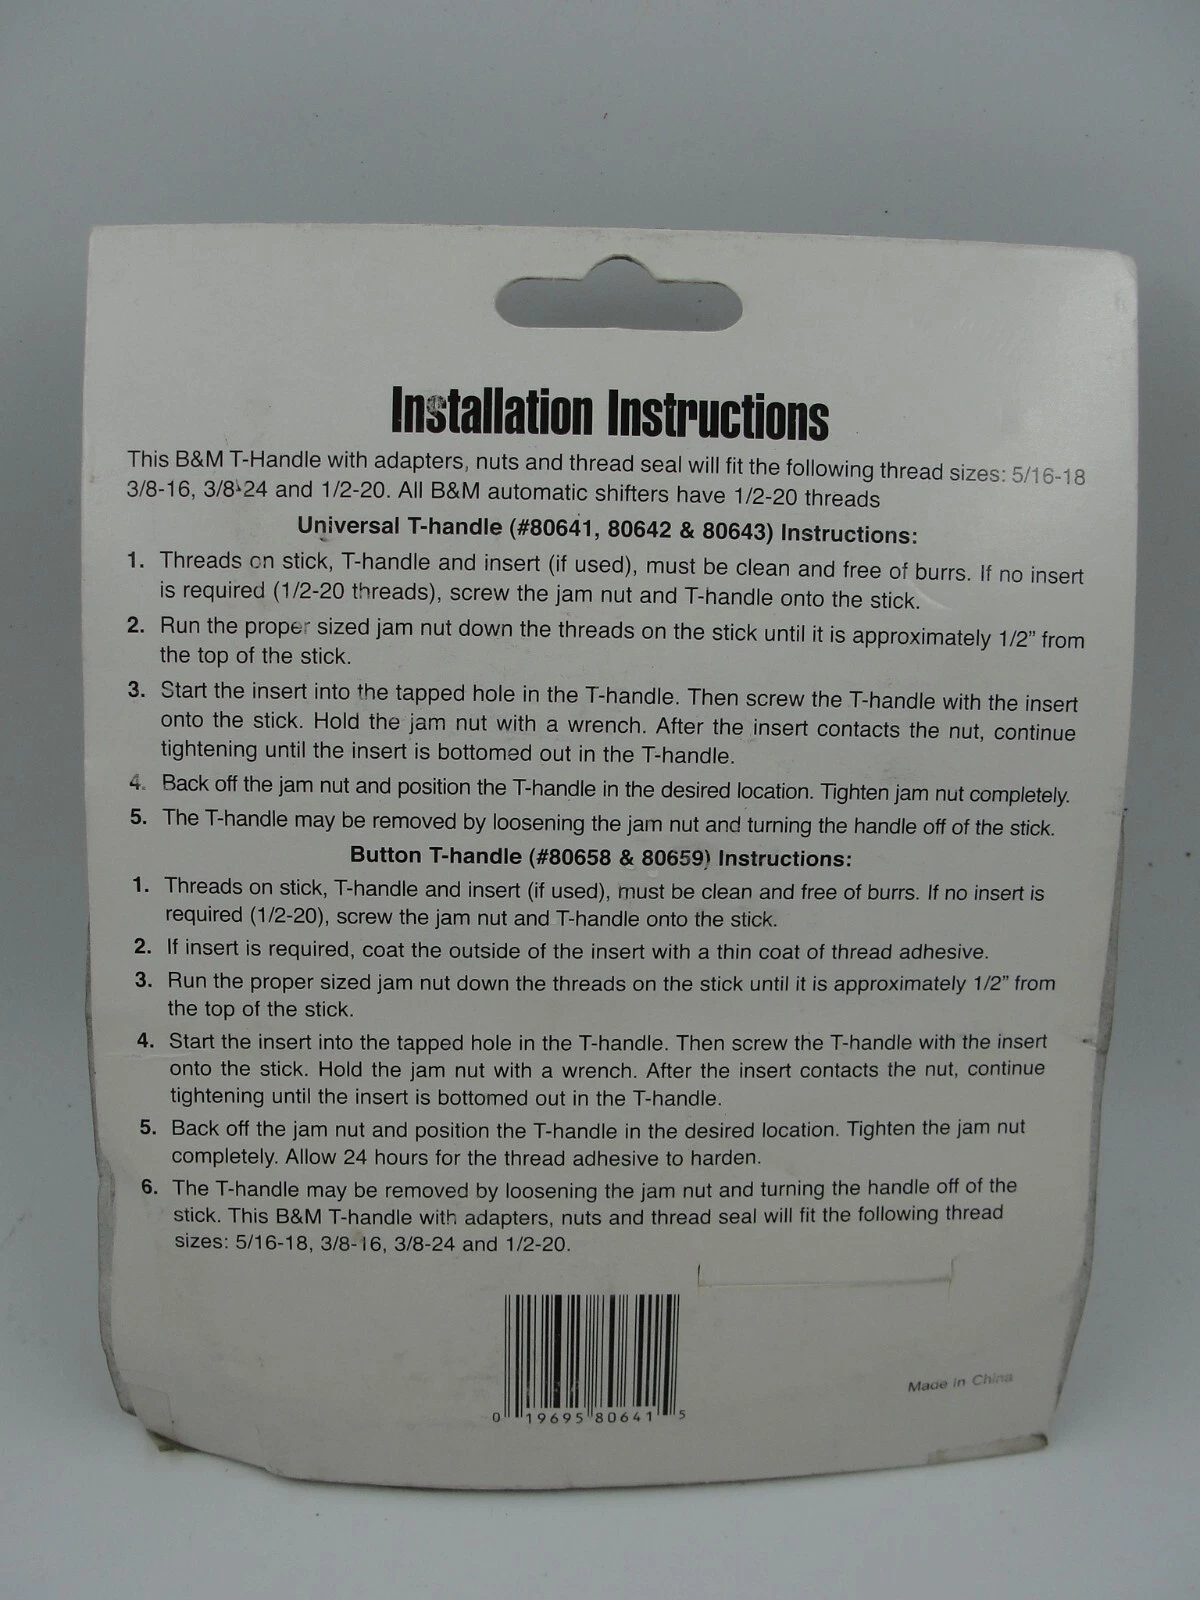 Installation Instructions
This B&M T-Handle with adapters, nuts and thread seal will fit the following thread sizes: 5/16-18
3/8-16, 3/8-24 and 1/2-20. All B&M automatic shifters have 1/2-20 threads
Universal T-handle (#80641, 80642 & 80643) Instructions:
1. Threads on stick, T-handle and insert (if used), must be clean and free of burrs. If no insert
is required (1/2-20 threads), screw the jam nut and T-handle onto the stick.
2. Run the proper sized jam nut down the threads on the stick until it is approximately 1/2” from
the top of the stick.
3. Start the insert into the tapped hole in the T-handle. Then screw the T-handle with the insert
onto the stick. Hold the jam nut with a wrench. After the insert contacts the nut, continue
tightening until the insert is bottomed out in the T-handle.
4. Back off the jam nut and position the T-handle in the desired location. Tighten jam nut completely.
5. The T-handle may be removed by loosening the jam nut and turning the handle off of the stick.
Button T-handle (#80658 & 80659) Instructions:
1. Threads on stick, T-handle and insert (if used), must be clean and free of burrs. If no insert is
required (1/2-20), screw the jam nut and T-handle onto the stick.
2. If insert is required, coat the outside of the insert with a thin coat of thread adhesive.
3. Run the proper sized jam nut down the threads on the stick until it is approximately 1/2” from
the top of the stick.
4. Start the insert into the tapped hole in the T-handle. Then screw the T-handle with the insert
onto the stick. Hold the jam nut with a wrench. After the insert contacts the nut, continue
tightening until the insert is bottomed out in the T-handle.
5. Back off the jam nut and position the T-handle in the desired location. Tighten the jam nut
completely. Allow 24 hours for the thread adhesive to harden.
6. The T-handle may be removed by loosening the jam nut and turning the handle off of the
stick. This B&M T-handle with adapters, nuts and thread seal will fit the following thread
sizes: 5/16-18, 3/8-16, 3/8-24 and 1/2-20.
Made in China
0 19695 80641 5